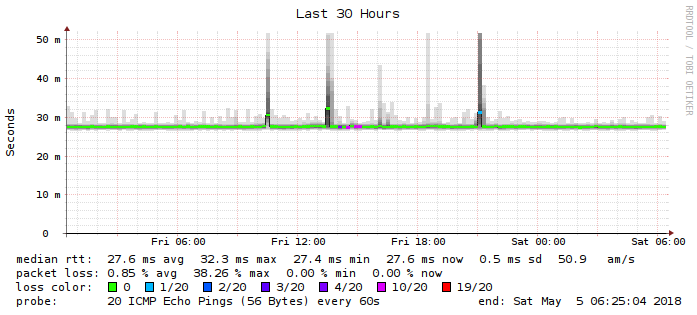 Last 30 Hours
RRDTOOL / TOBI OETIKER
Seconds
50 m
40 m
30 m
20 m
10 m
0
Fri 06:00 Fri 12:00 Fri 18:00 Sat 00:00 Sat 06:00
median rtt: 27.6 ms avg 32.3 ms max 27.4 ms min 27.6 ms now 0.5 ms sd 50.9 am/s
packet loss: 0.85 % avg 38.26 % max 0.00 % min 0.00 % now
loss color: 0 1/20 2/20 3/20 4/20 10/20 19/20
probe: 20 ICMP Echo Pings (56 Bytes) every 60s end: Sat May 5 06:25:04 2018